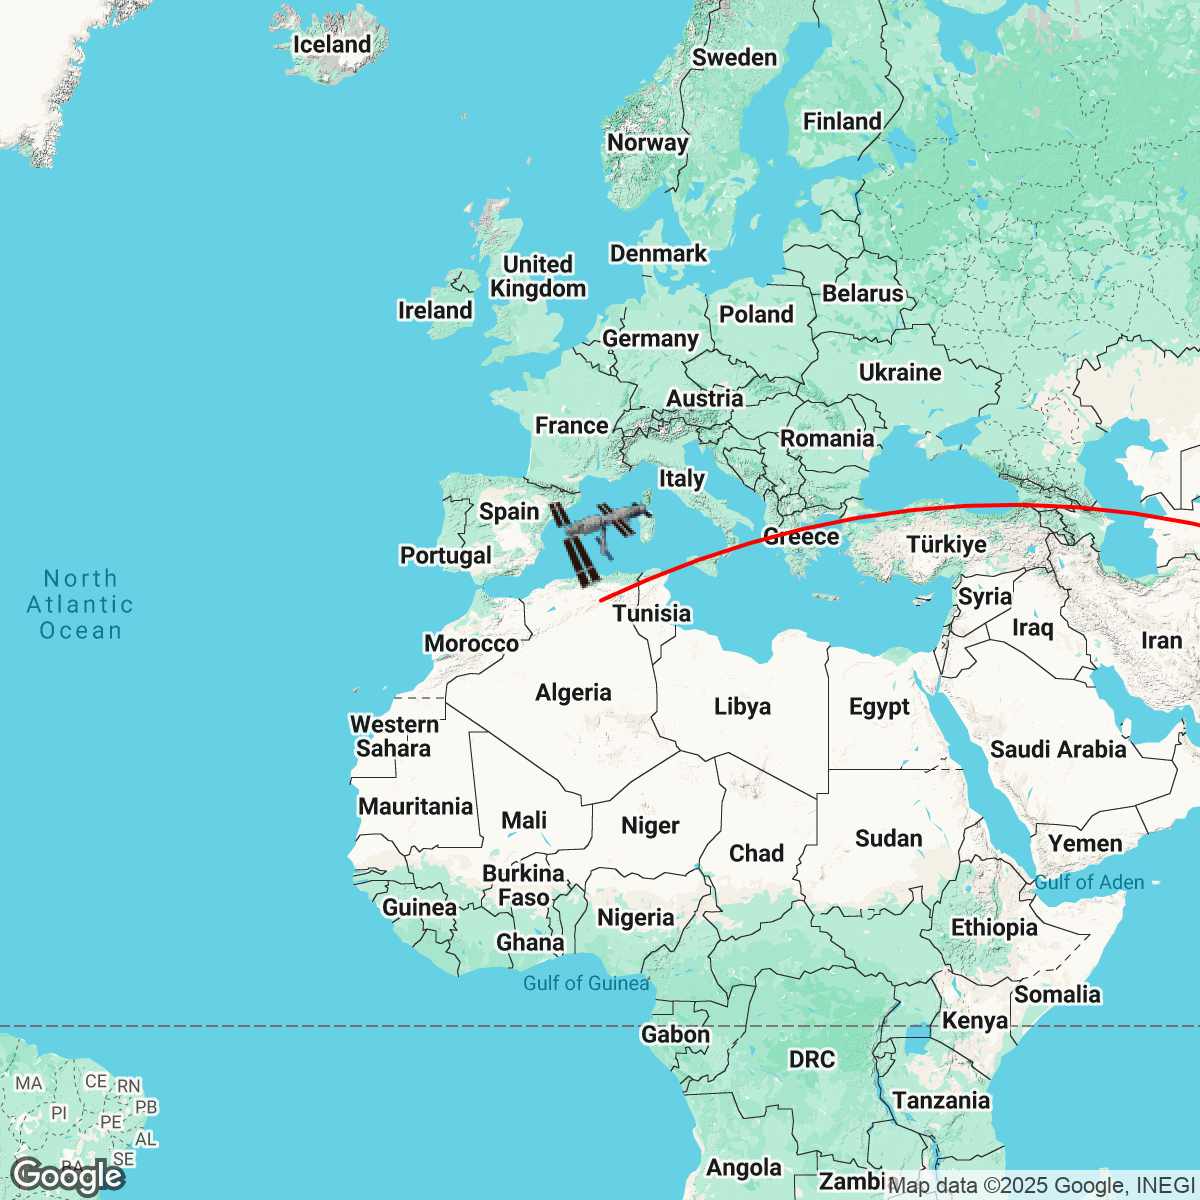 Iceland
Sweden
Finland
Norway
Denmark
United
Kingdom
Ireland
Belarus
Poland
Germany
Ukraine
Austria
France
Romania
Italy
Spain
Greece
Türkiye
Portugal
North
Atlantic
Ocean
Syria
Tunisia
Iraq
Iran
Morocco
Algeria
Libya
Egypt
Western
Sahara
Saudi Arabia
Mauritania
Mali
Niger
Chad
Sudan
Yemen
Burkina
Faso
Gulf of Aden
Guinea
Nigeria
Ethiopia
Ghana
Gulf of Guinea
Somalia
Kenya
Gabon
DRC
MA
CE
RN
PI
PB
PE
AL
SE
BA
Tanzania
Angola
Zambi
Google
Map data ©2025 Google, INEGI